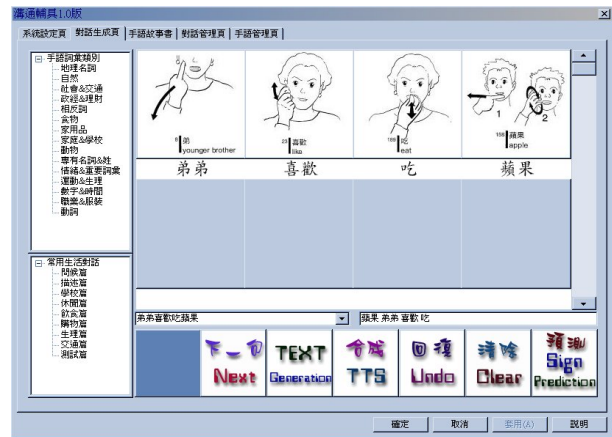 溝通輔具1.0版
系統設定頁 對話生成頁 手語故事書 對話管理頁 手語管理頁
手語詞彙類別
地理名詞
自然
社會&交通
政經&理財
相反詞
食物
家用品
家庭&學校
動物
專有名詞&姓
情緒&重要詞彙
運動&生理
數字&時間
職業&服裝
動詞
弟
younger brother
喜歡
like
吃
eat
1 2
蘋果
apple
弟弟 喜歡 吃 蘋果
常用生活對話
問候篇
描述篇
學校篇
休閒篇
飲食篇
購物篇
生理篇
交通篇
測試篇
弟弟喜歡吃蘋果
蘋果 弟弟 喜歡 吃
下一句 Next
TEXT Generation
合成 TTS
回復 Undo
清除 Clear
預測 Sign Prediction
確定 取消 套用(A) 說明